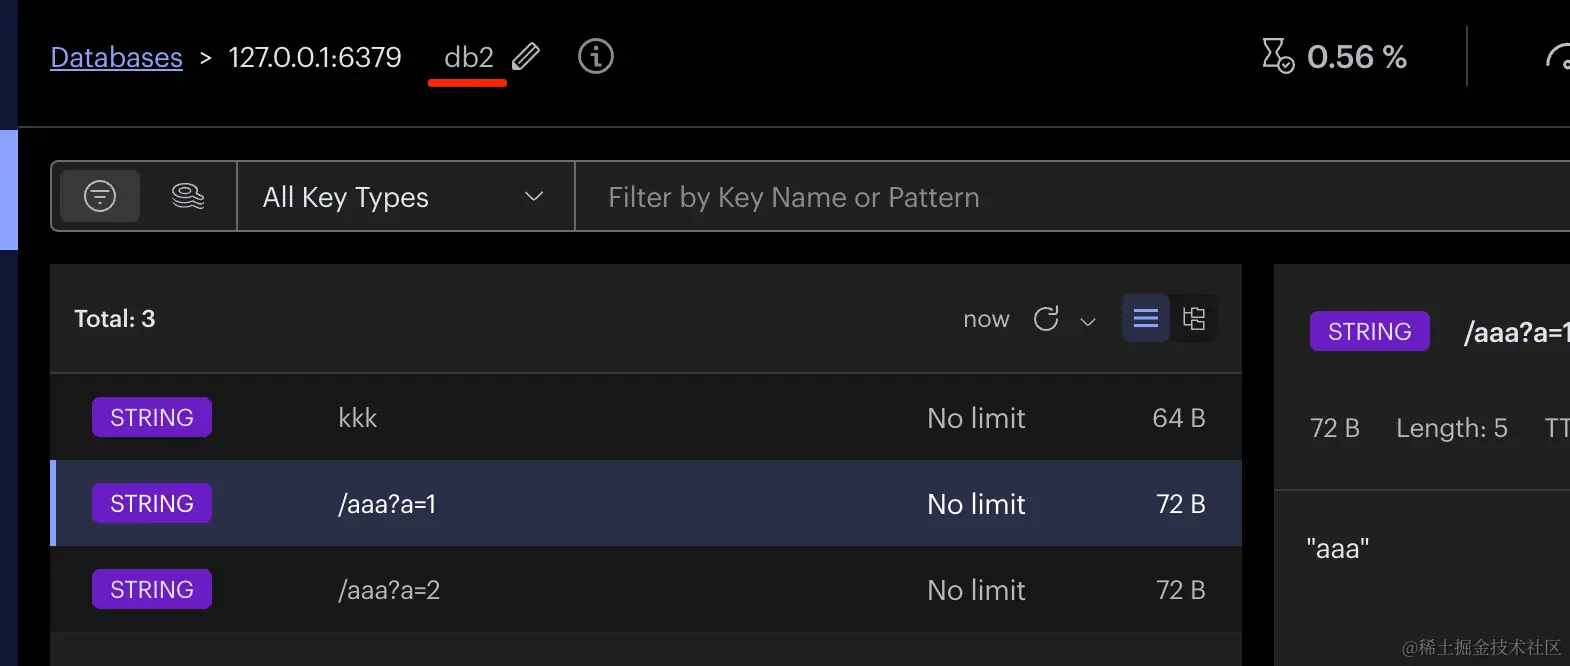 Databases > 127.0.0.1:6379 db2 0.56 %
All Key Types Filter by Key Name or Pattern
Total: 3 now
STRING kkk No limit 64 B
STRING /aaa?a=1 No limit 72 B
STRING /aaa?a=2 No limit 72 B
STRING /aaa?a=1
72 B Length: 5 TT
"aaa"
@稀土掘金技术社区